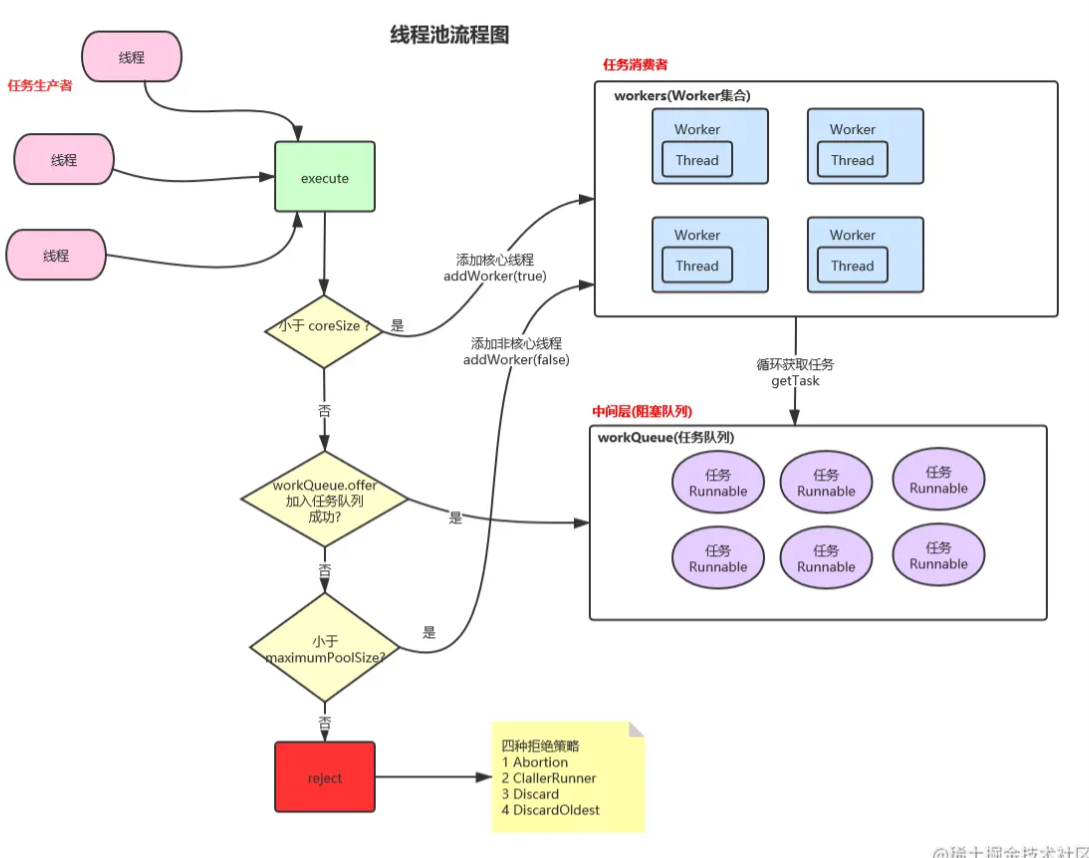 线程池流程图
线程
任务生产者
线程
线程
execute
小于 coreSize ？
是
添加核心线程
addWorker(true)
否
workQueue.offer
加入任务队列
成功?
是
否
小于
maximumPoolSize?
是
添加非核心线程
addWorker(false)
否
reject
四种拒绝策略
1 Abortion
2 ClallerRunner
3 Discard
4 DiscardOldest
任务消费者
workers(Worker集合)
Worker
Thread
Worker
Thread
Worker
Thread
Worker
Thread
循环获取任务
getTask
中间层(阻塞队列)
workQueue(任务队列)
任务
Runnable
任务
Runnable
任务
Runnable
任务
Runnable
任务
Runnable
任务
Runnable
@稀土掘金技术社区